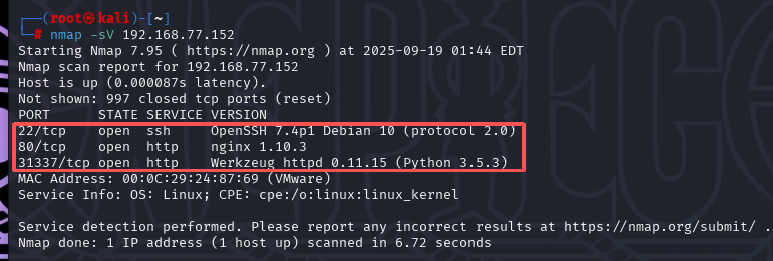 ┌──(root㉿kali)-[~]
└─# nmap -sV 192.168.77.152
Starting Nmap 7.95 ( https://nmap.org ) at 2025-09-19 01:44 EDT
Nmap scan report for 192.168.77.152
Host is up (0.000087s latency).
Not shown: 997 closed tcp ports (reset)
PORT      STATE SERVICE VERSION
22/tcp    open  ssh     OpenSSH 7.4p1 Debian 10 (protocol 2.0)
80/tcp    open  http    nginx 1.10.3
31337/tcp open  http    Werkzeug httpd 0.11.15 (Python 3.5.3)
MAC Address: 00:0C:29:24:87:69 (VMware)
Service Info: OS: Linux; CPE: cpe:/o:linux:linux_kernel

Service detection performed. Please report any incorrect results at https://nmap.org/submit/ .
Nmap done: 1 IP address (1 host up) scanned in 6.72 seconds